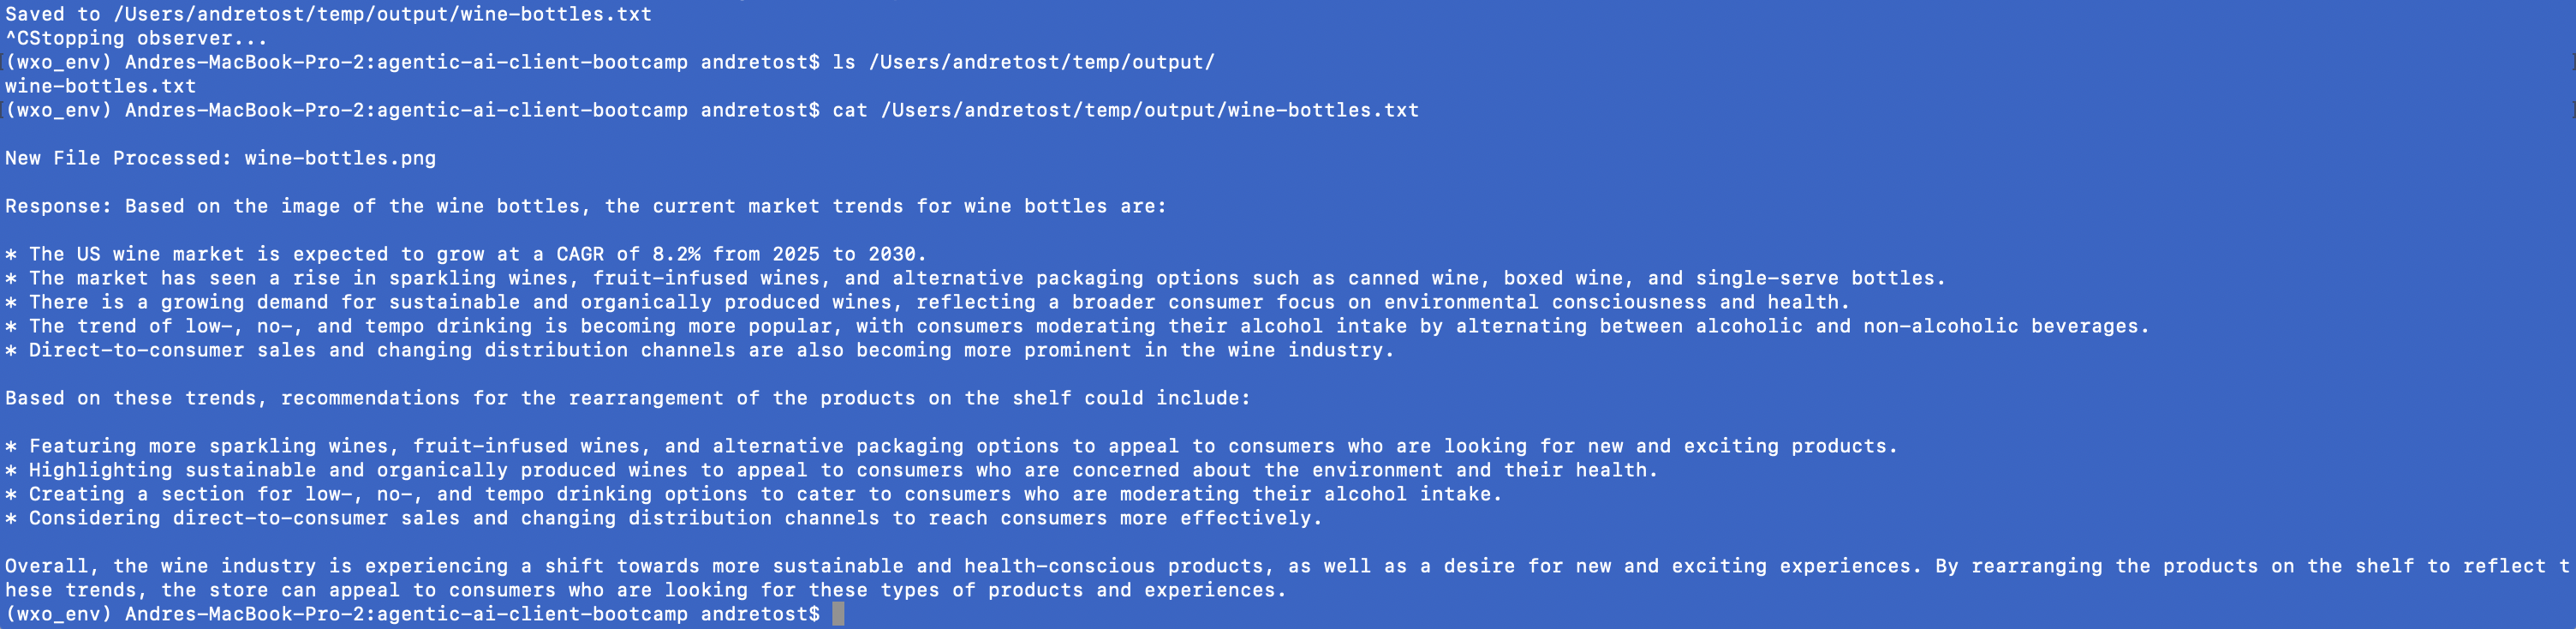 Saved to /Users/andretost/temp/output/wine-bottles.txt
^CStopping observer...
[(wxo_env) Andres-MacBook-Pro-2:agentic-ai-client-bootcamp andretost$ ls /Users/andretost/temp/output/ ]
wine-bottles.txt
[(wxo_env) Andres-MacBook-Pro-2:agentic-ai-client-bootcamp andretost$ cat /Users/andretost/temp/output/wine-bottles.txt ]
New File Processed: wine-bottles.png
Response: Based on the image of the wine bottles, the current market trends for wine bottles are:
* The US wine market is expected to grow at a CAGR of 8.2% from 2025 to 2030.
* The market has seen a rise in sparkling wines, fruit-infused wines, and alternative packaging options such as canned wine, boxed wine, and single-serve bottles.
* There is a growing demand for sustainable and organically produced wines, reflecting a broader consumer focus on environmental consciousness and health.
* The trend of low-, no-, and tempo drinking is becoming more popular, with consumers moderating their alcohol intake by alternating between alcoholic and non-alcoholic beverages.
* Direct-to-consumer sales and changing distribution channels are also becoming more prominent in the wine industry.
Based on these trends, recommendations for the rearrangement of the products on the shelf could include:
* Featuring more sparkling wines, fruit-infused wines, and alternative packaging options to appeal to consumers who are looking for new and exciting products.
* Highlighting sustainable and organically produced wines to appeal to consumers who are concerned about the environment and their health.
* Creating a section for low-, no-, and tempo drinking options to cater to consumers who are moderating their alcohol intake.
* Considering direct-to-consumer sales and changing distribution channels to reach consumers more effectively.
Overall, the wine industry is experiencing a shift towards more sustainable and health-conscious products, as well as a desire for new and exciting experiences. By rearranging the products on the shelf to reflect t
hese trends, the store can appeal to consumers who are looking for these types of products and experiences.
(wxo_env) Andres-MacBook-Pro-2:agentic-ai-client-bootcamp andretost$